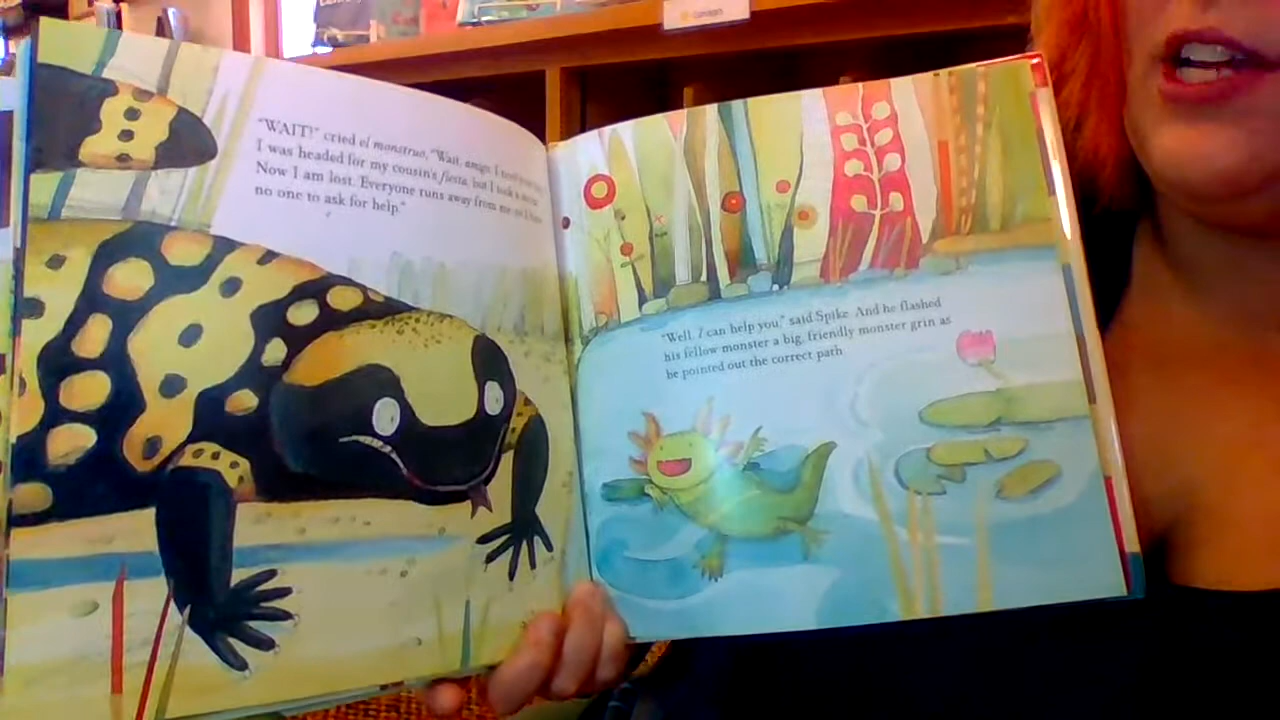 "WAIT!" cried el monstruo, "Wait, amigo. I need
I was headed for my cousin's fiesta, but I took a
Now I am lost. Everyone runs away from me
no one to ask for help."
"Well, I can help you," said Spike. And he flashed
his fellow monster a big, friendly monster grin as
he pointed out the correct path